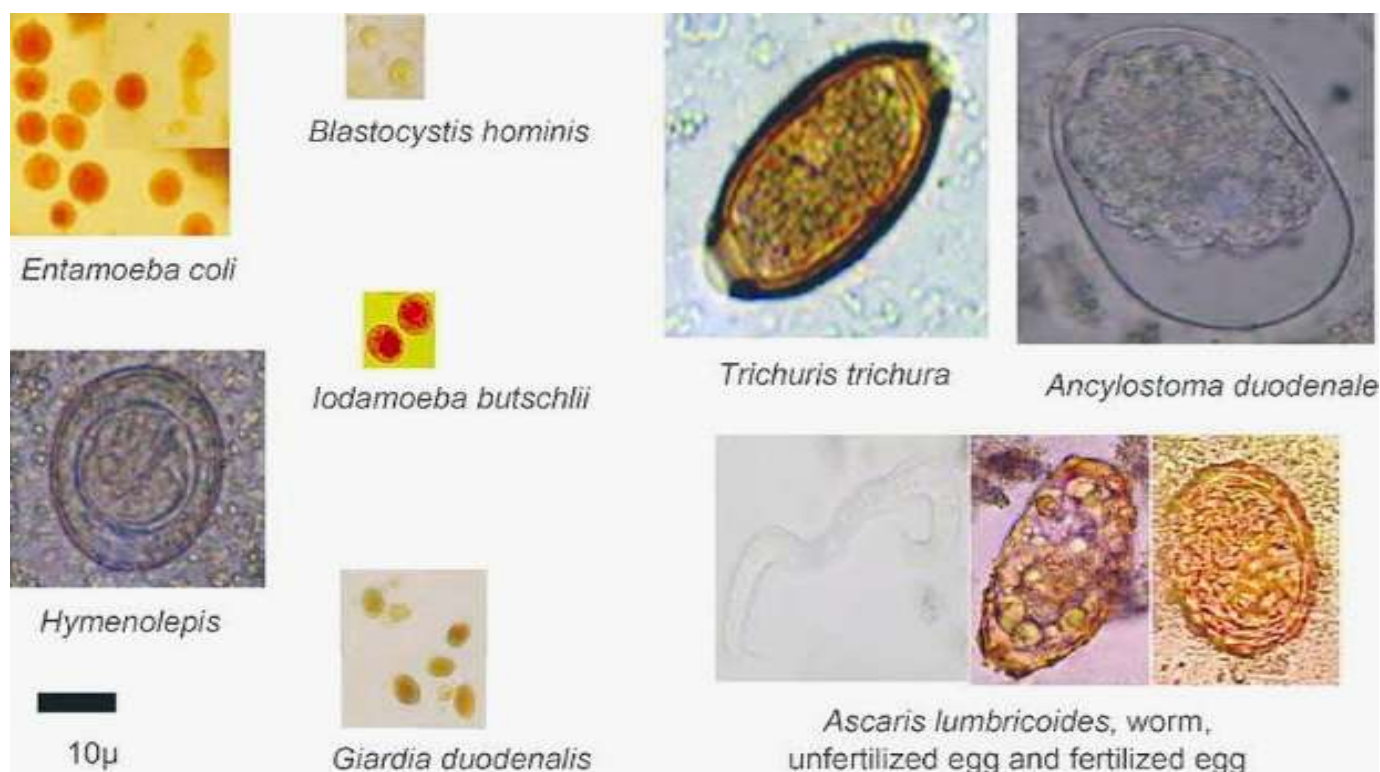 Entamoeba coli
Blastocystis hominis
Iodamoeba butschlii
Trichuris trichura
Ancylostoma duodenale
Hymenolepis
10µ
Giardia duodenalis
Ascaris lumbricoides, worm,
unfertilized egg and fertilized egg